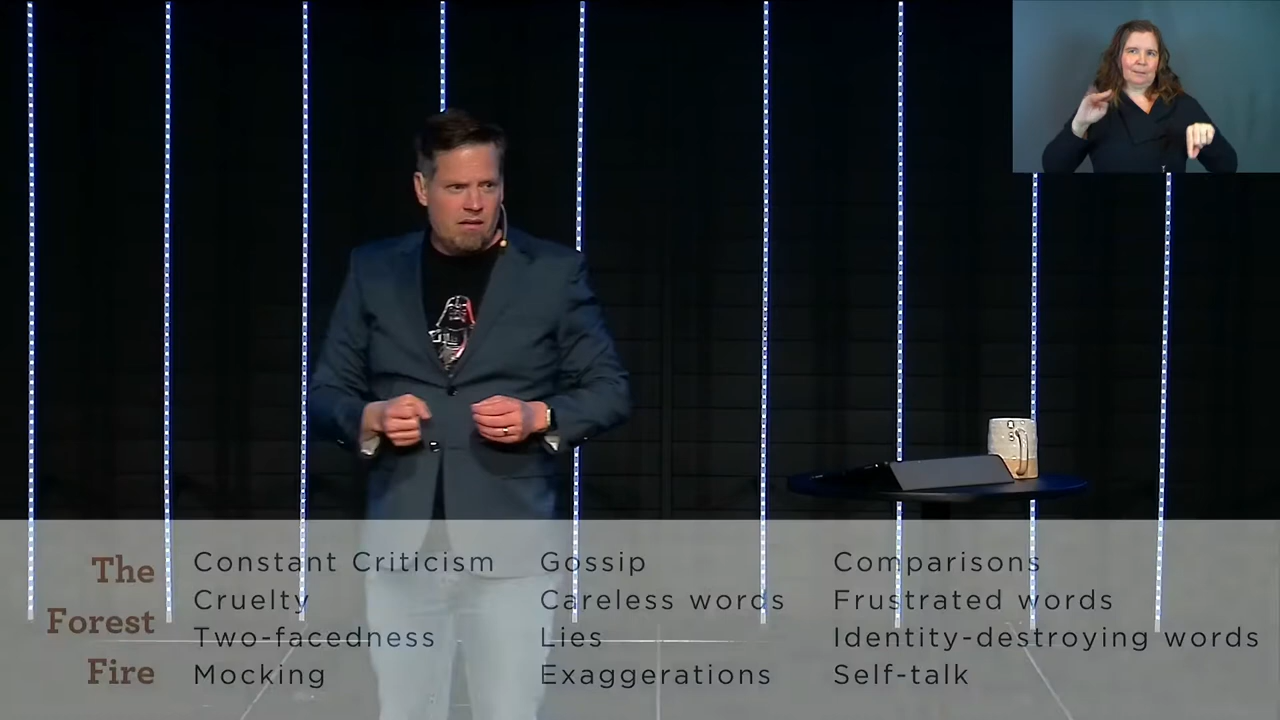 The
Forest
Fire
Constant Criticism
Cruelty
Two-facedness
Mocking
Gossip
Careless words
Lies
Exaggerations
Comparisons
Frustrated words
Identity-destroying words
Self-talk